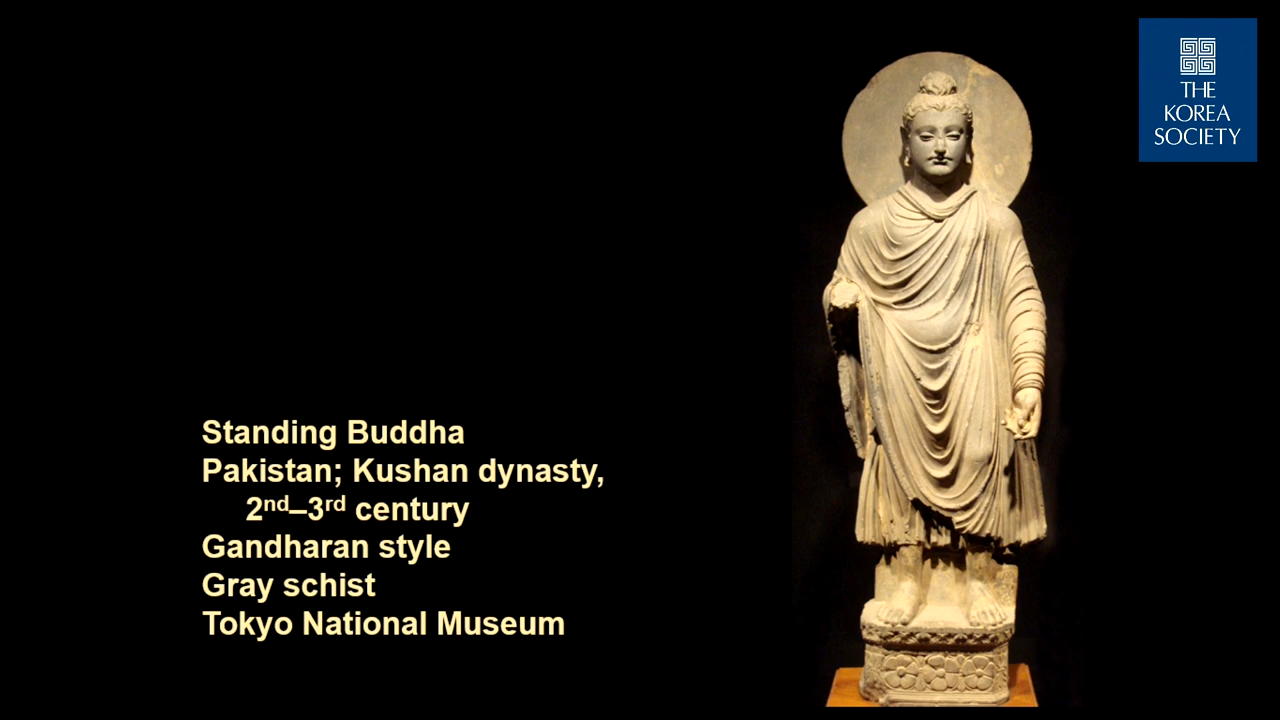 Standing Buddha
Pakistan; Kushan dynasty,
2nd–3rd century
Gandharan style
Gray schist
Tokyo National Museum
THE
KOREA
SOCIETY